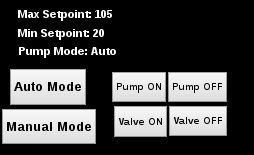 Max Setpoint: 105
Min Setpoint: 20
Pump Mode: Auto
Auto Mode
Pump ON
Pump OFF
Manual Mode
Valve ON
Valve OFF